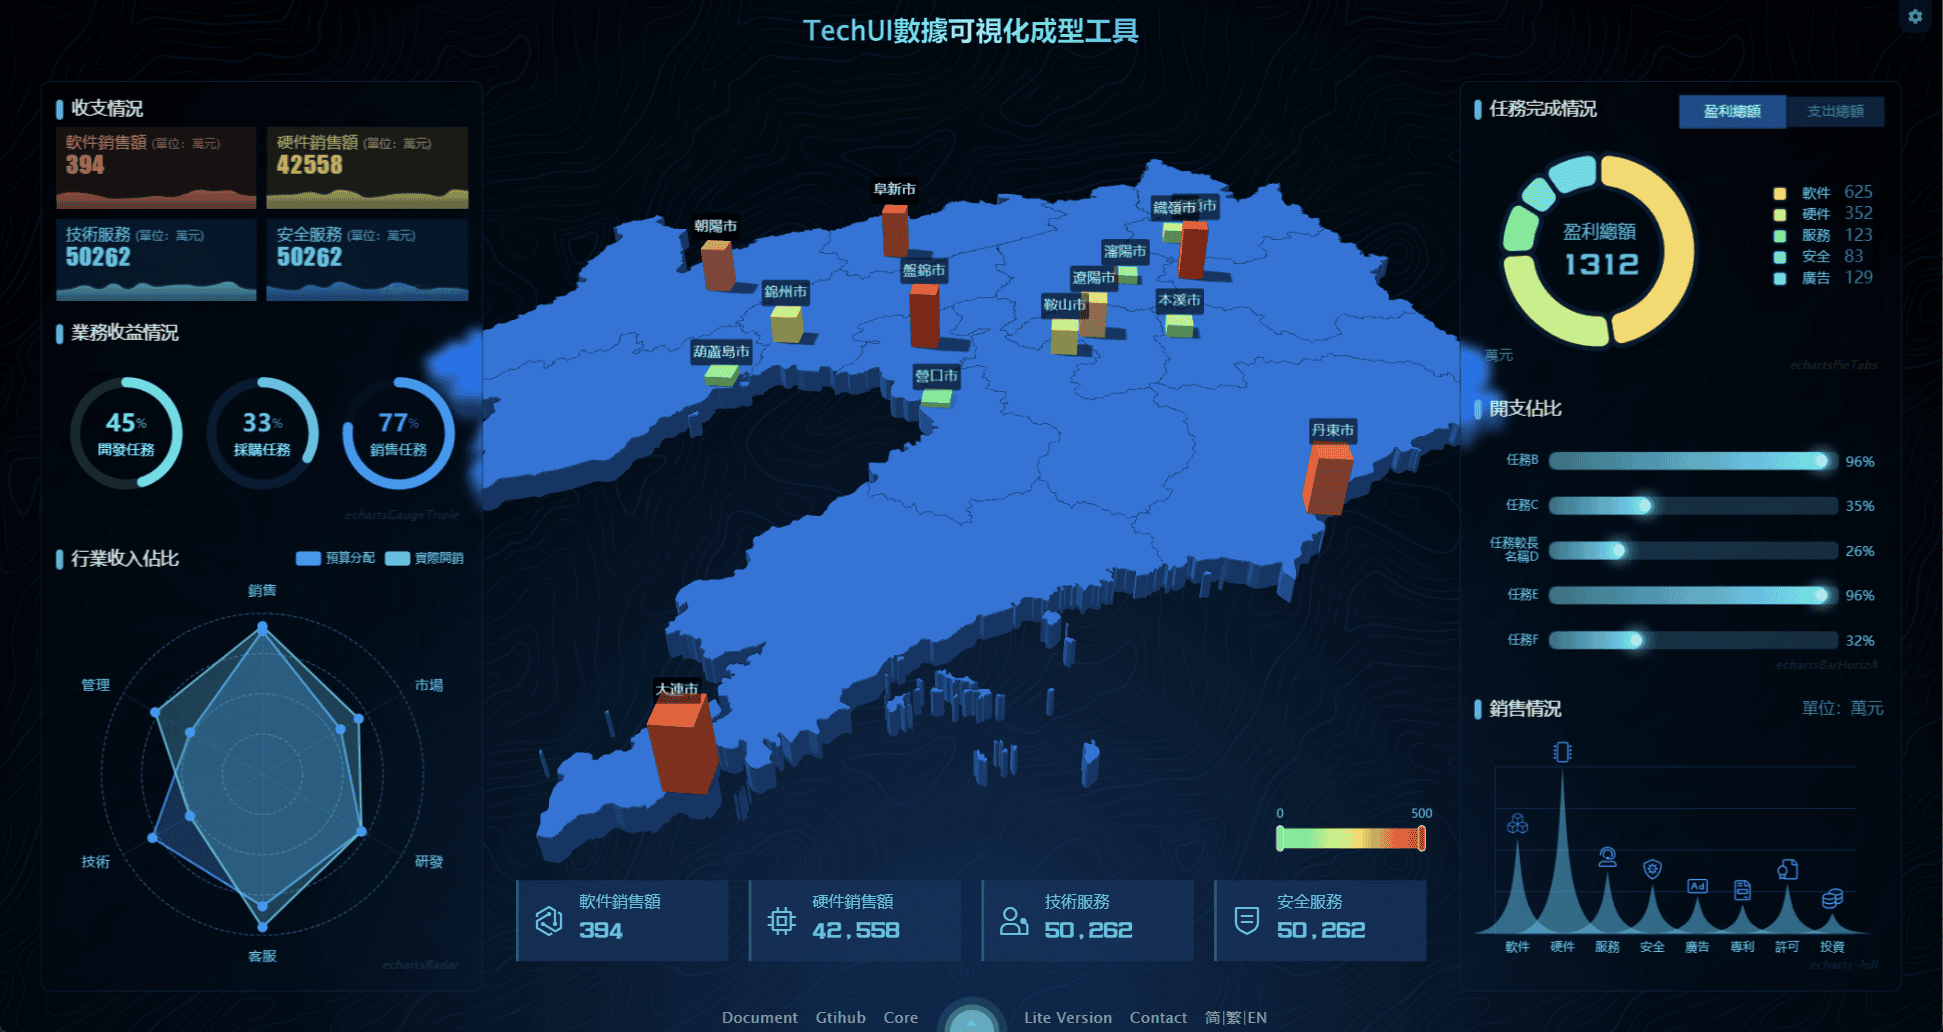 TechUI數據可視化成型工具
收支情況
軟件銷售額 (單位: 萬元)
394
硬件銷售額 (單位: 萬元)
42558
技術服務 (單位: 萬元)
50262
安全服務 (單位: 萬元)
50262
業務收益情況
45%
開發任務
33%
採購任務
77%
銷售任務
echartsGaugeTriple
行業收入佔比
預算分配
實際開銷
銷售
管理
市場
技術
研發
客服
echartsRadar
阜新市
朝陽市
鐵嶺市
市
瀋陽市
盤錦市
遼陽市
錦州市
鞍山市
本溪市
葫蘆島市
營口市
丹東市
大連市
0
500
軟件銷售額
394
硬件銷售額
42,558
技術服務
50,262
安全服務
50,262
任務完成情況
盈利總額
支出總額
盈利總額
1312
軟件 625
硬件 352
服務 123
安全 83
廣告 129
萬元
echartsPieTabs
開支佔比
任務B 96%
任務C 35%
任務較長
名稱D 26%
任務E 96%
任務F 32%
echartsBarHorizA
銷售情況
單位: 萬元
Ad
軟件 硬件 服務 安全 廣告 專利 許可 投資
echarts-hill
Document Gtihub Core Lite Version Contact 简|繁|EN